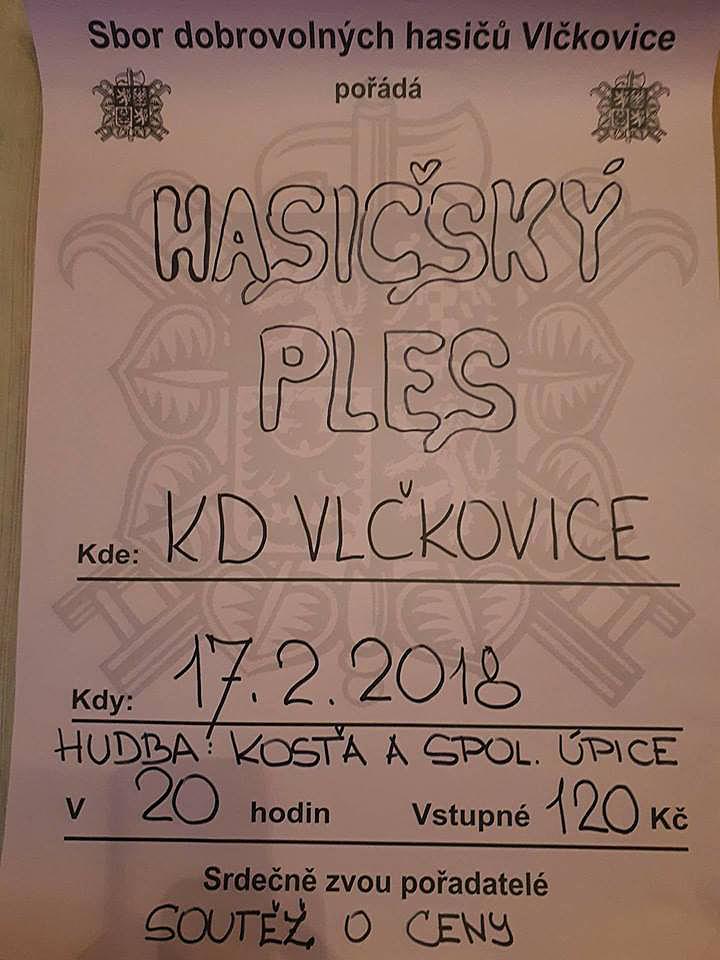 Sbor dobrovolných hasičů Vlčkovice
pořádá
HASIČSKÝ
PLES
Kde: KD VLČKOVICE
Kdy: 17.2.2018
HUDBA: KOSŤA A SPOL. ÚPICE
V 20 hodin Vstupné 120 Kč
Srdečně zvou pořadatelé
SOUTĚŽ O CENY